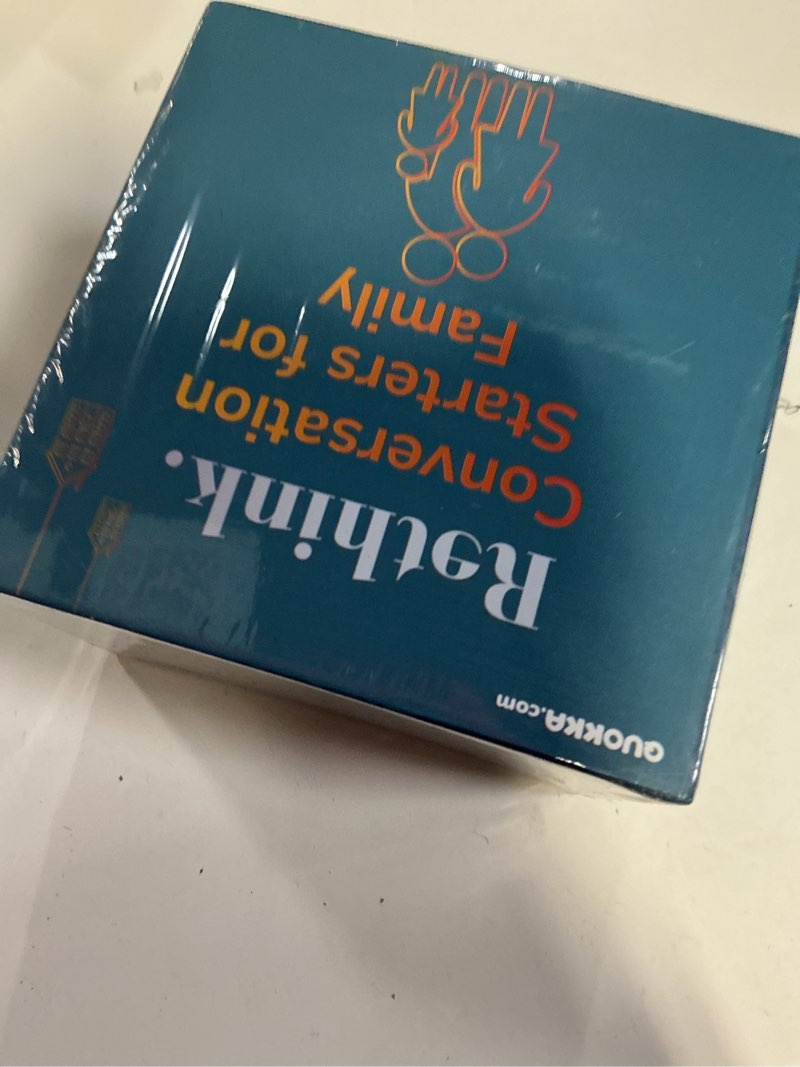 QUOKKA.com
Rethink.
Conversation
Starters for
Family